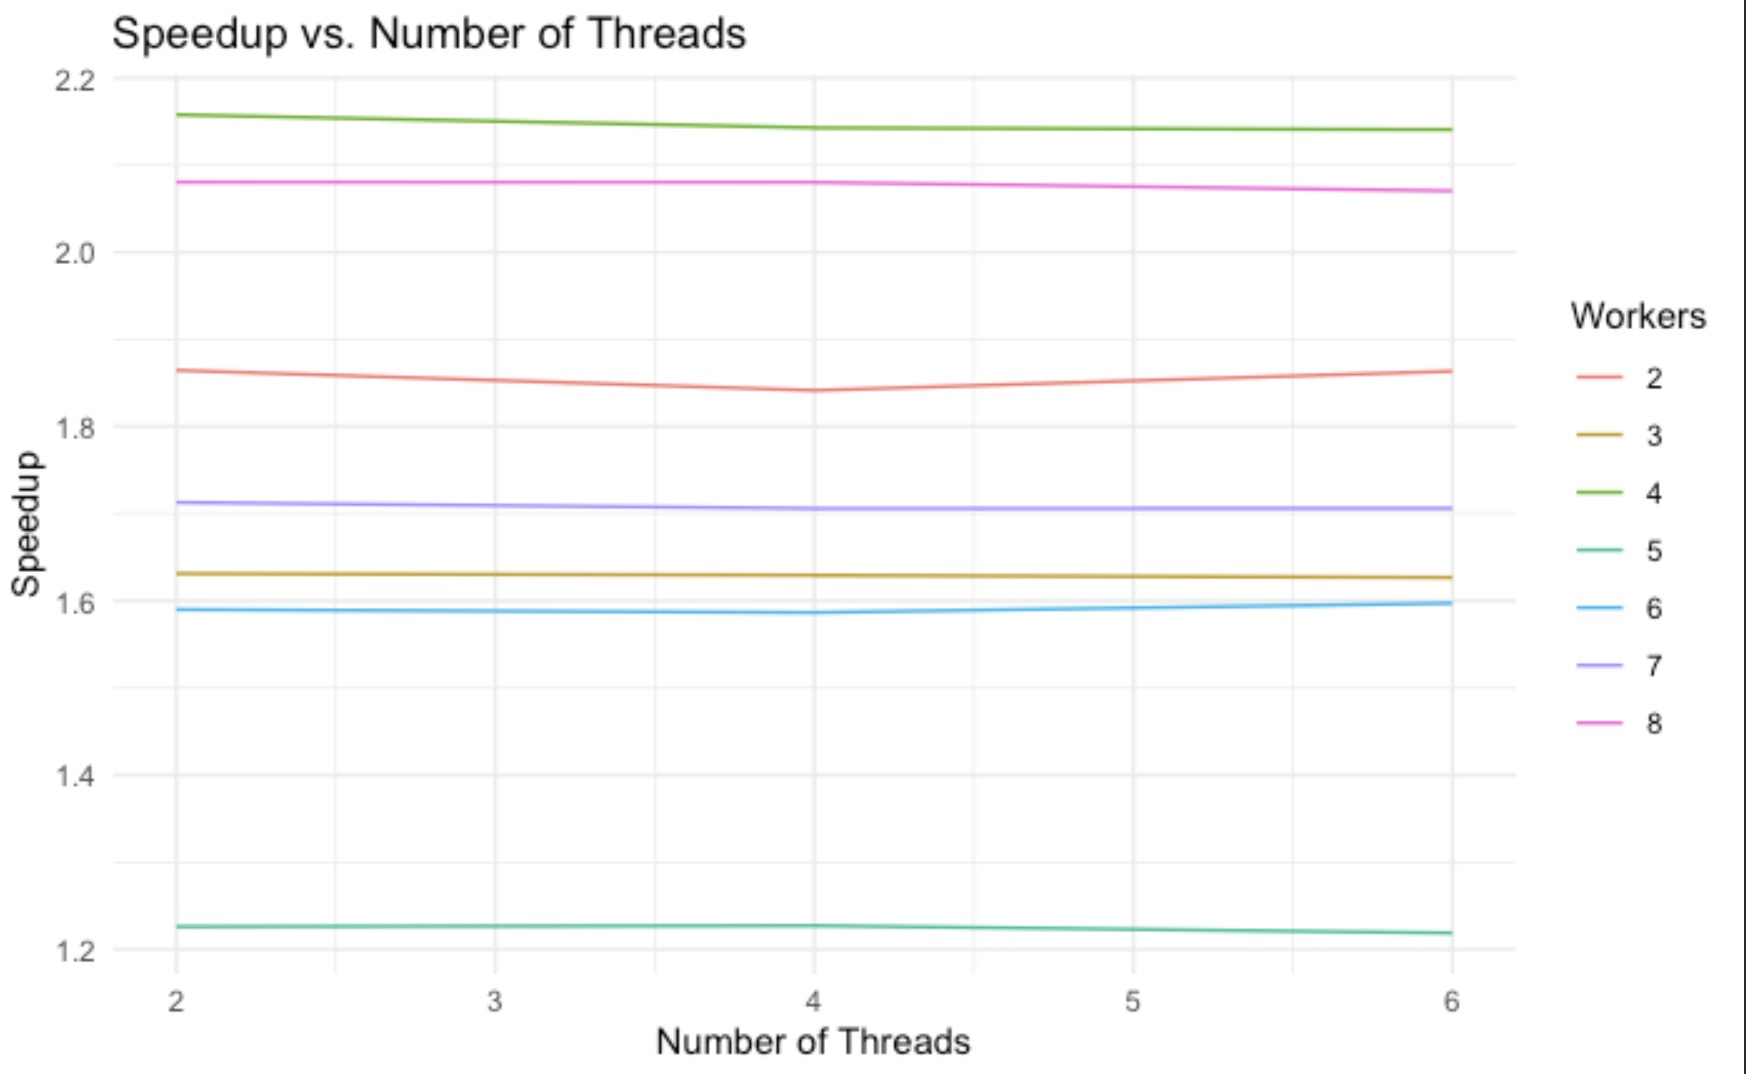 Speedup vs. Number of Threads
2.2
2.0
1.8
1.6
1.4
1.2
Speedup
2 3 4 5 6
Number of Threads
Workers
2
3
4
5
6
7
8